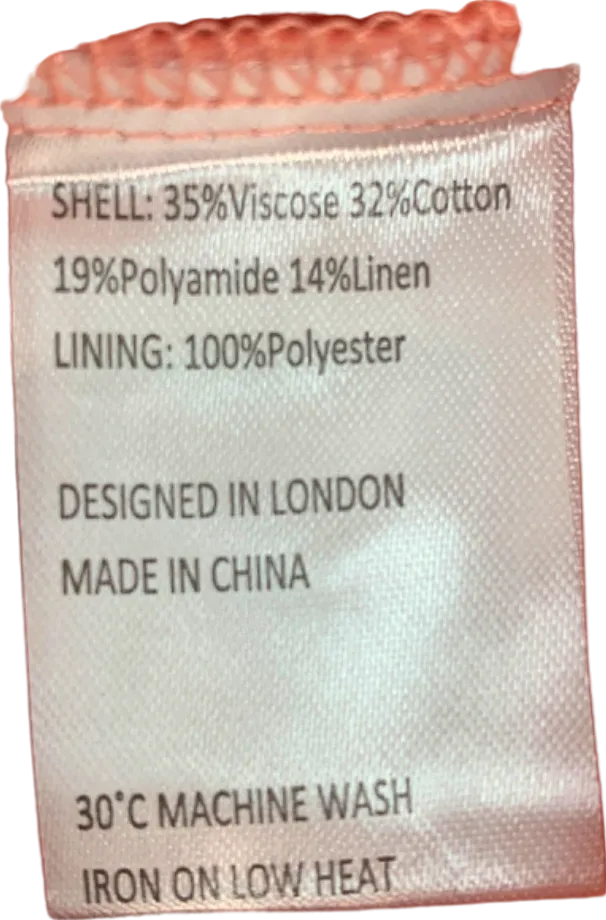 SHELL: 35%Viscose 32%Cotton
19%Polyamide 14%Linen
LINING: 100%Polyester
DESIGNED IN LONDON
MADE IN CHINA
30°C MACHINE WASH
IRON ON LOW HEAT